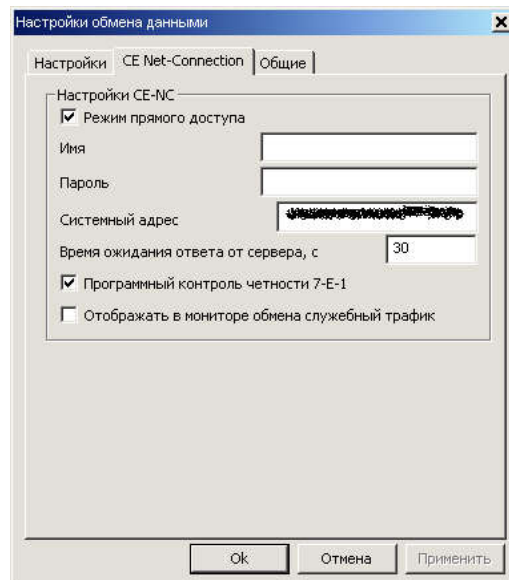 Настройки обмена данными
Настройки CE Net-Connection Общие
Настройки CE-NC
Режим прямого доступа
Имя
Пароль
Системный адрес
Время ожидания ответа от сервера, с 30
Программный контроль четности 7-E-1
Отображать в мониторе обмена служебный трафик
Ok Отмена Применить